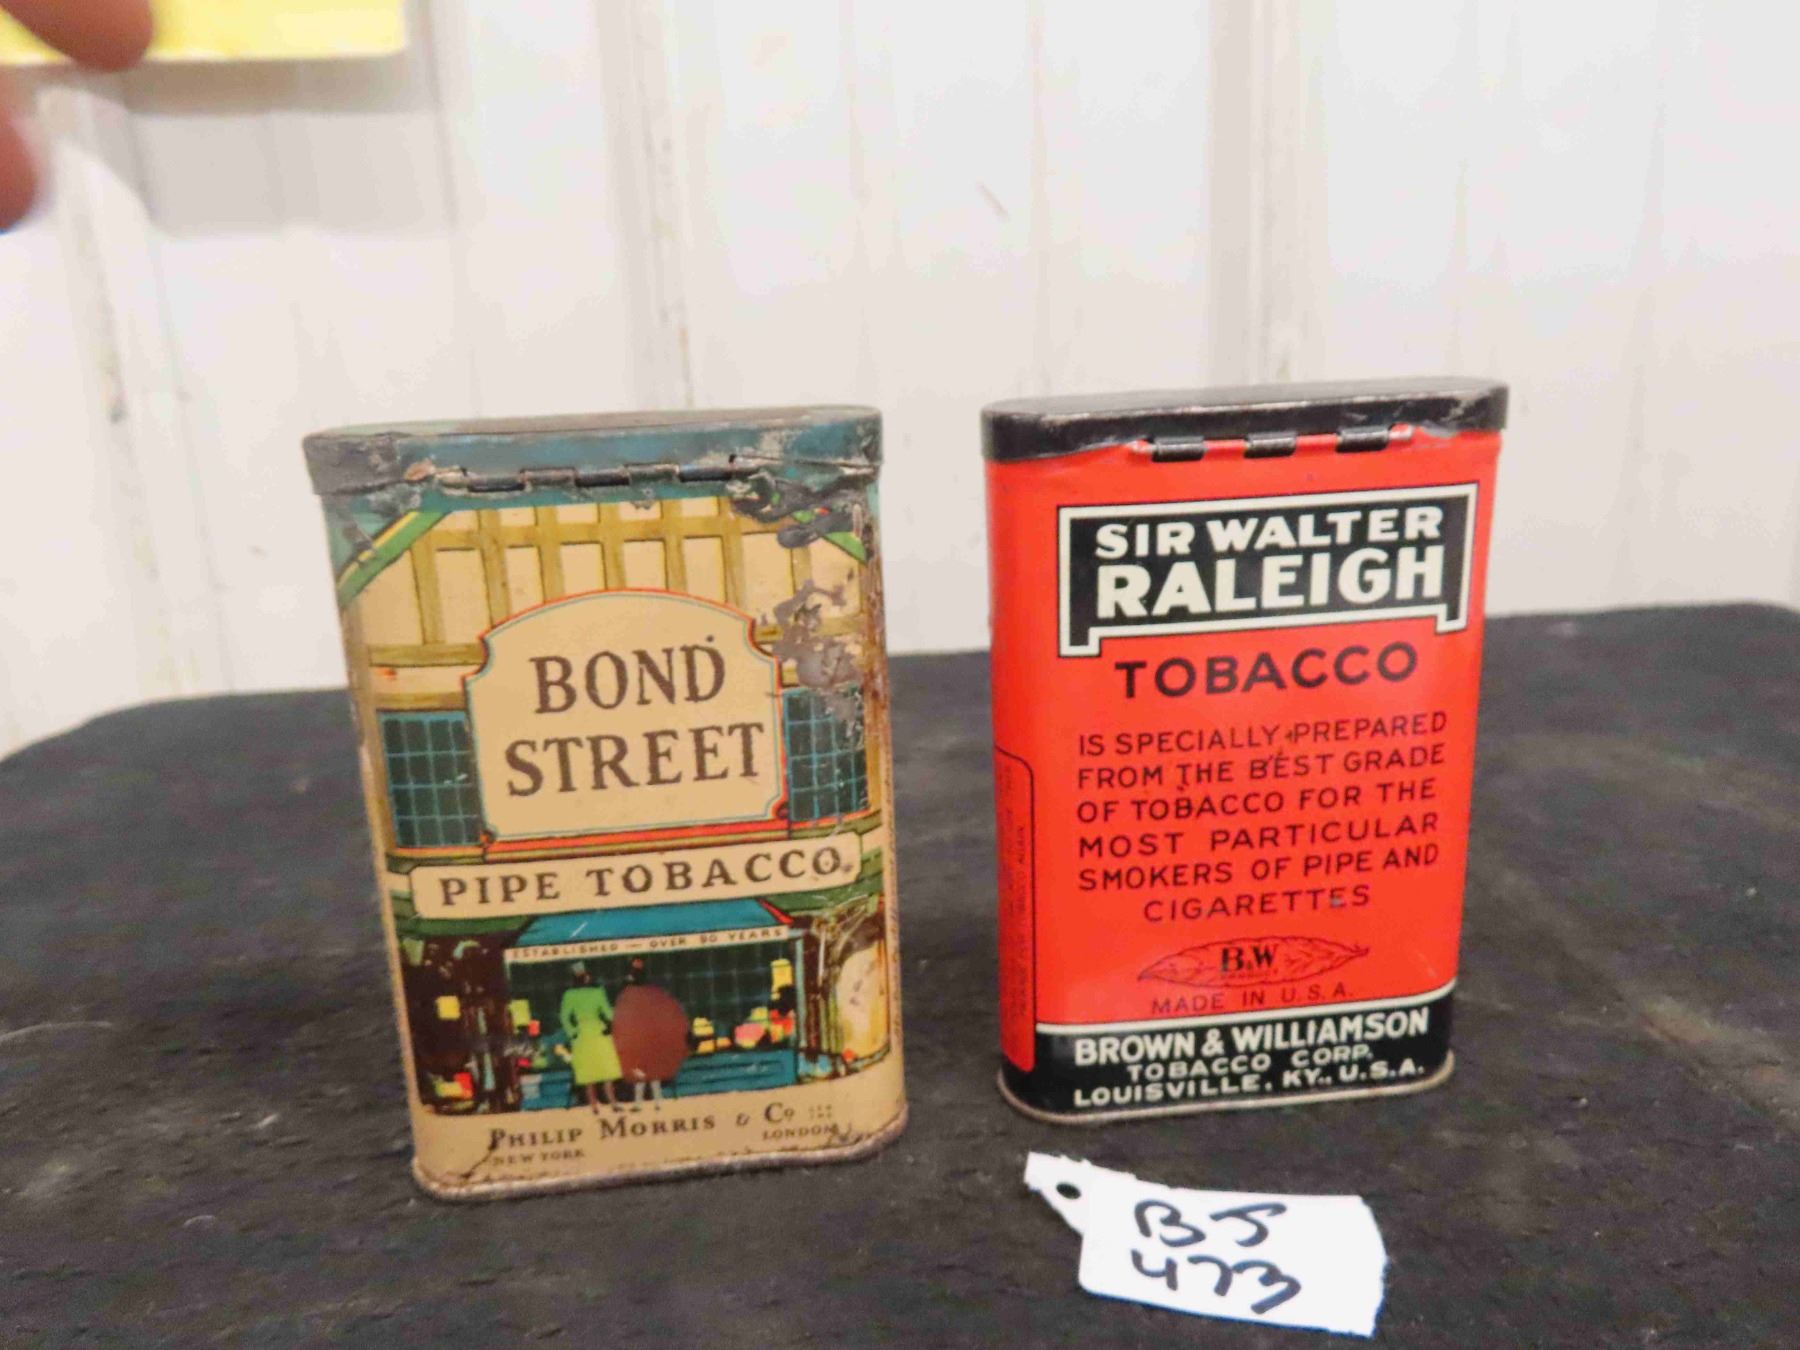 BOND
STREET
PIPE TOBACCO
ESTABLISHED — OVER 90 YEARS
PHILIP MORRIS & Co
NEW YORK
LONDON
SIR WALTER
RALEIGH
TOBACCO
IS SPECIALLY PREPARED
FROM THE BEST GRADE
OF TOBACCO FOR THE
MOST PARTICULAR
SMOKERS OF PIPE AND
CIGARETTES
B&W
MADE IN U.S.A.
BROWN & WILLIAMSON
TOBACCO CORP.
LOUISVILLE, KY., U.S.A.
BJ
473